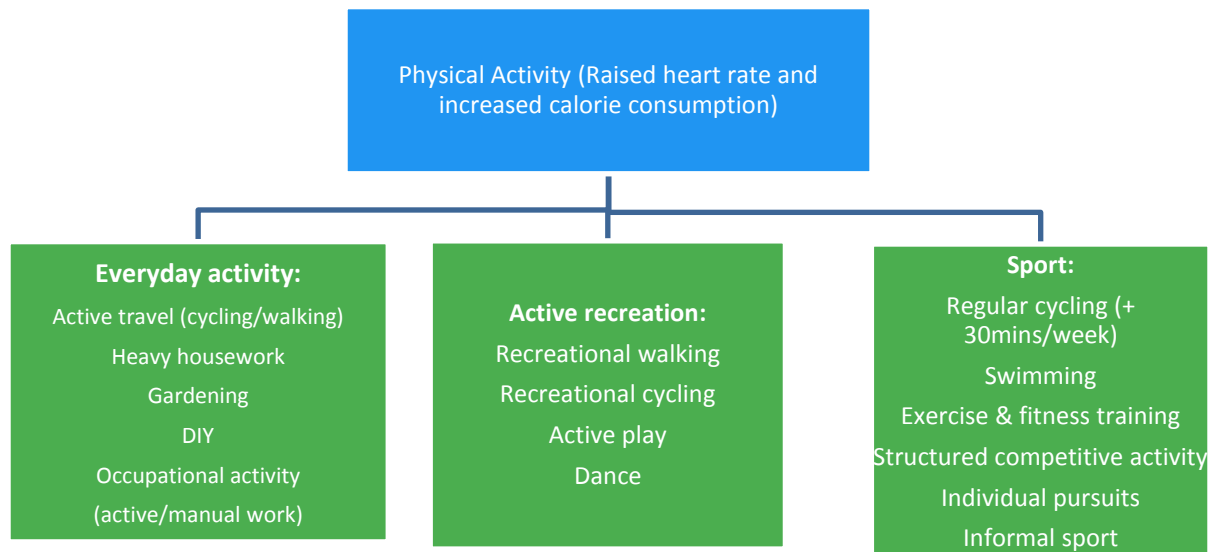 Physical Activity (Raised heart rate and
increased calorie consumption)
Everyday activity:
Active travel (cycling/walking)
Heavy housework
Gardening
DIY
Occupational activity
(active/manual work)
Active recreation:
Recreational walking
Recreational cycling
Active play
Dance
Sport:
Regular cycling (+
30mins/week)
Swimming
Exercise & fitness training
Structured competitive activity
Individual pursuits
Informal sport